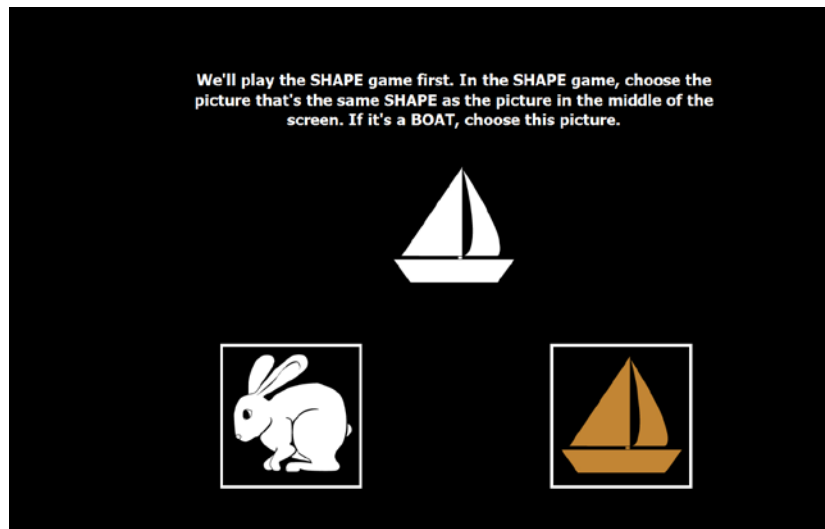 We'll play the SHAPE game first. In the SHAPE game, choose the
picture that's the same SHAPE as the picture in the middle of the
screen. If it's a BOAT, choose this picture.